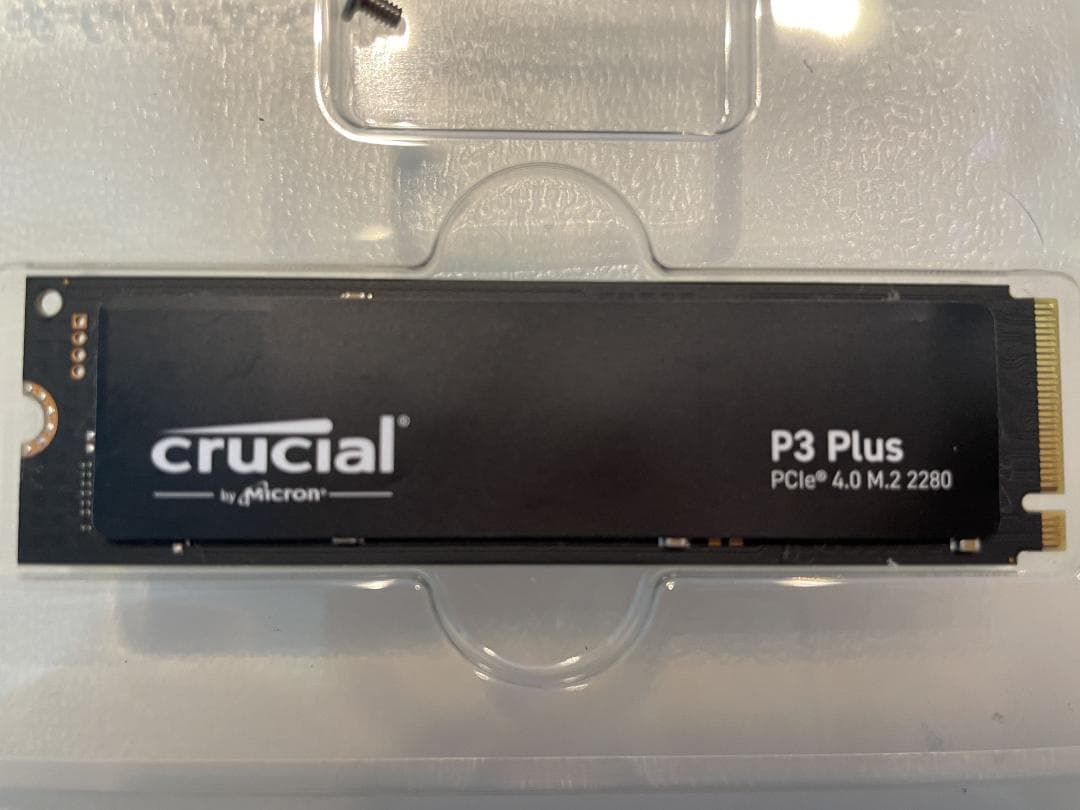 crucial®
by Micron®
P3 Plus
PCIe® 4.0 M.2 2280